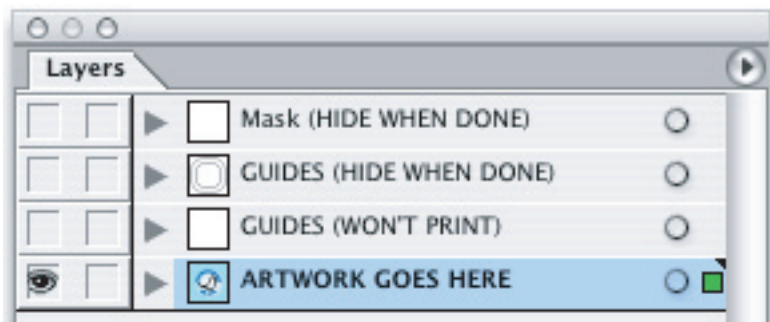 Layers
Mask (HIDE WHEN DONE)
GUIDES (HIDE WHEN DONE)
GUIDES (WON'T PRINT)
ARTWORK GOES HERE